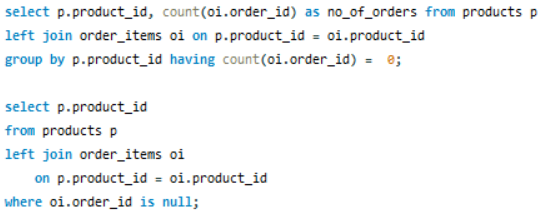 select p.product_id, count(oi.order_id) as no_of_orders from products p
left join order_items oi on p.product_id = oi.product_id
group by p.product_id having count(oi.order_id) =  0;

select p.product_id
from products p
left join order_items oi
    on p.product_id = oi.product_id
where oi.order_id is null;